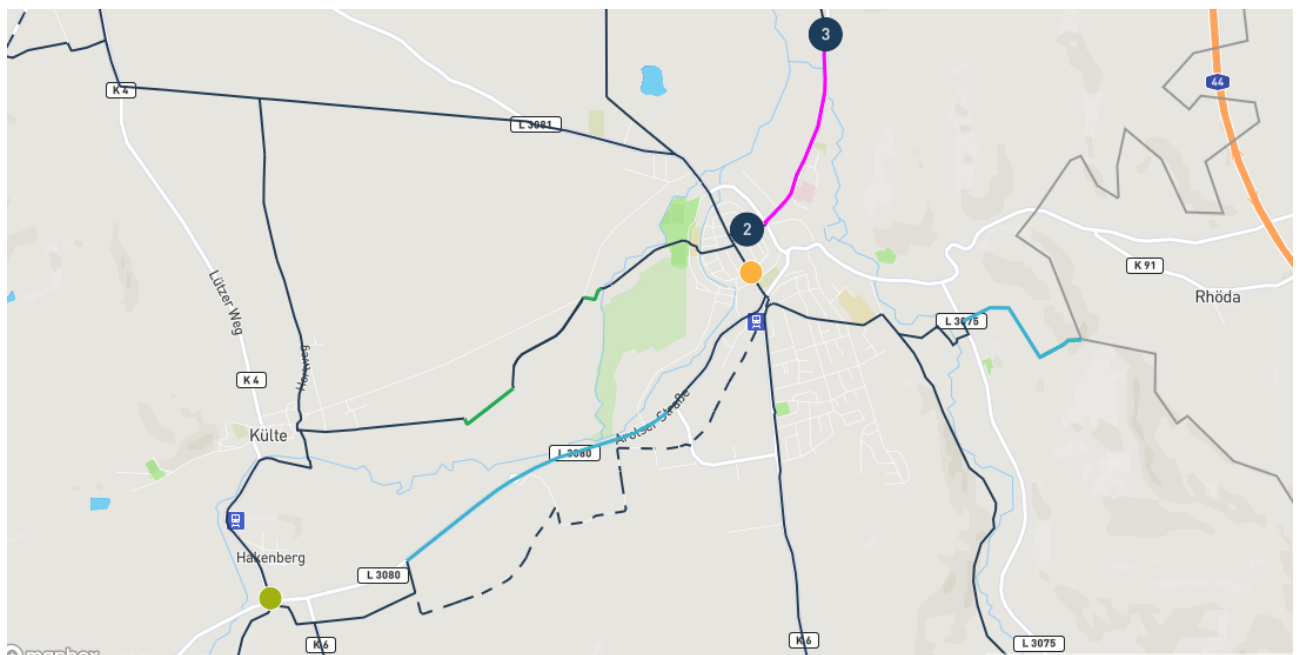 3
44
K 4
L 3081
2
K 91
Rhöda
Lützer Weg
L 3075
Hortweg
K 4
Arolser Straße
Külte
L 3080
Hakenberg
L 3080
K 6
K 6
L 3075
mapbox